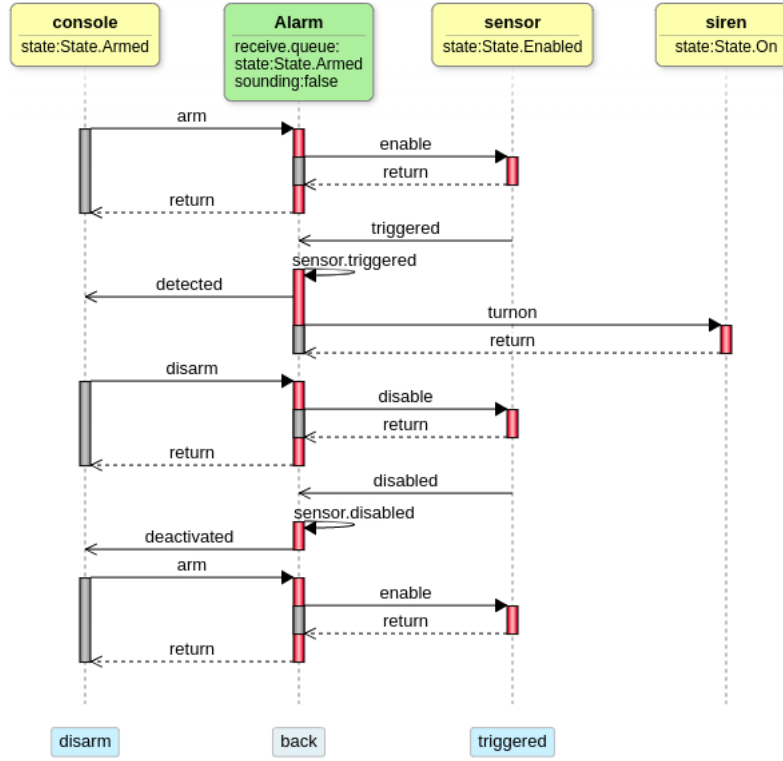 console
state:State.Armed
Alarm
receive.queue:
state:State.Armed
sounding:false
sensor
state:State.Enabled
siren
state:State.On
arm
enable
return
return
triggered
sensor.triggered
detected
turnon
return
disarm
disable
return
return
disabled
sensor.disabled
deactivated
arm
enable
return
return
disarm
back
triggered